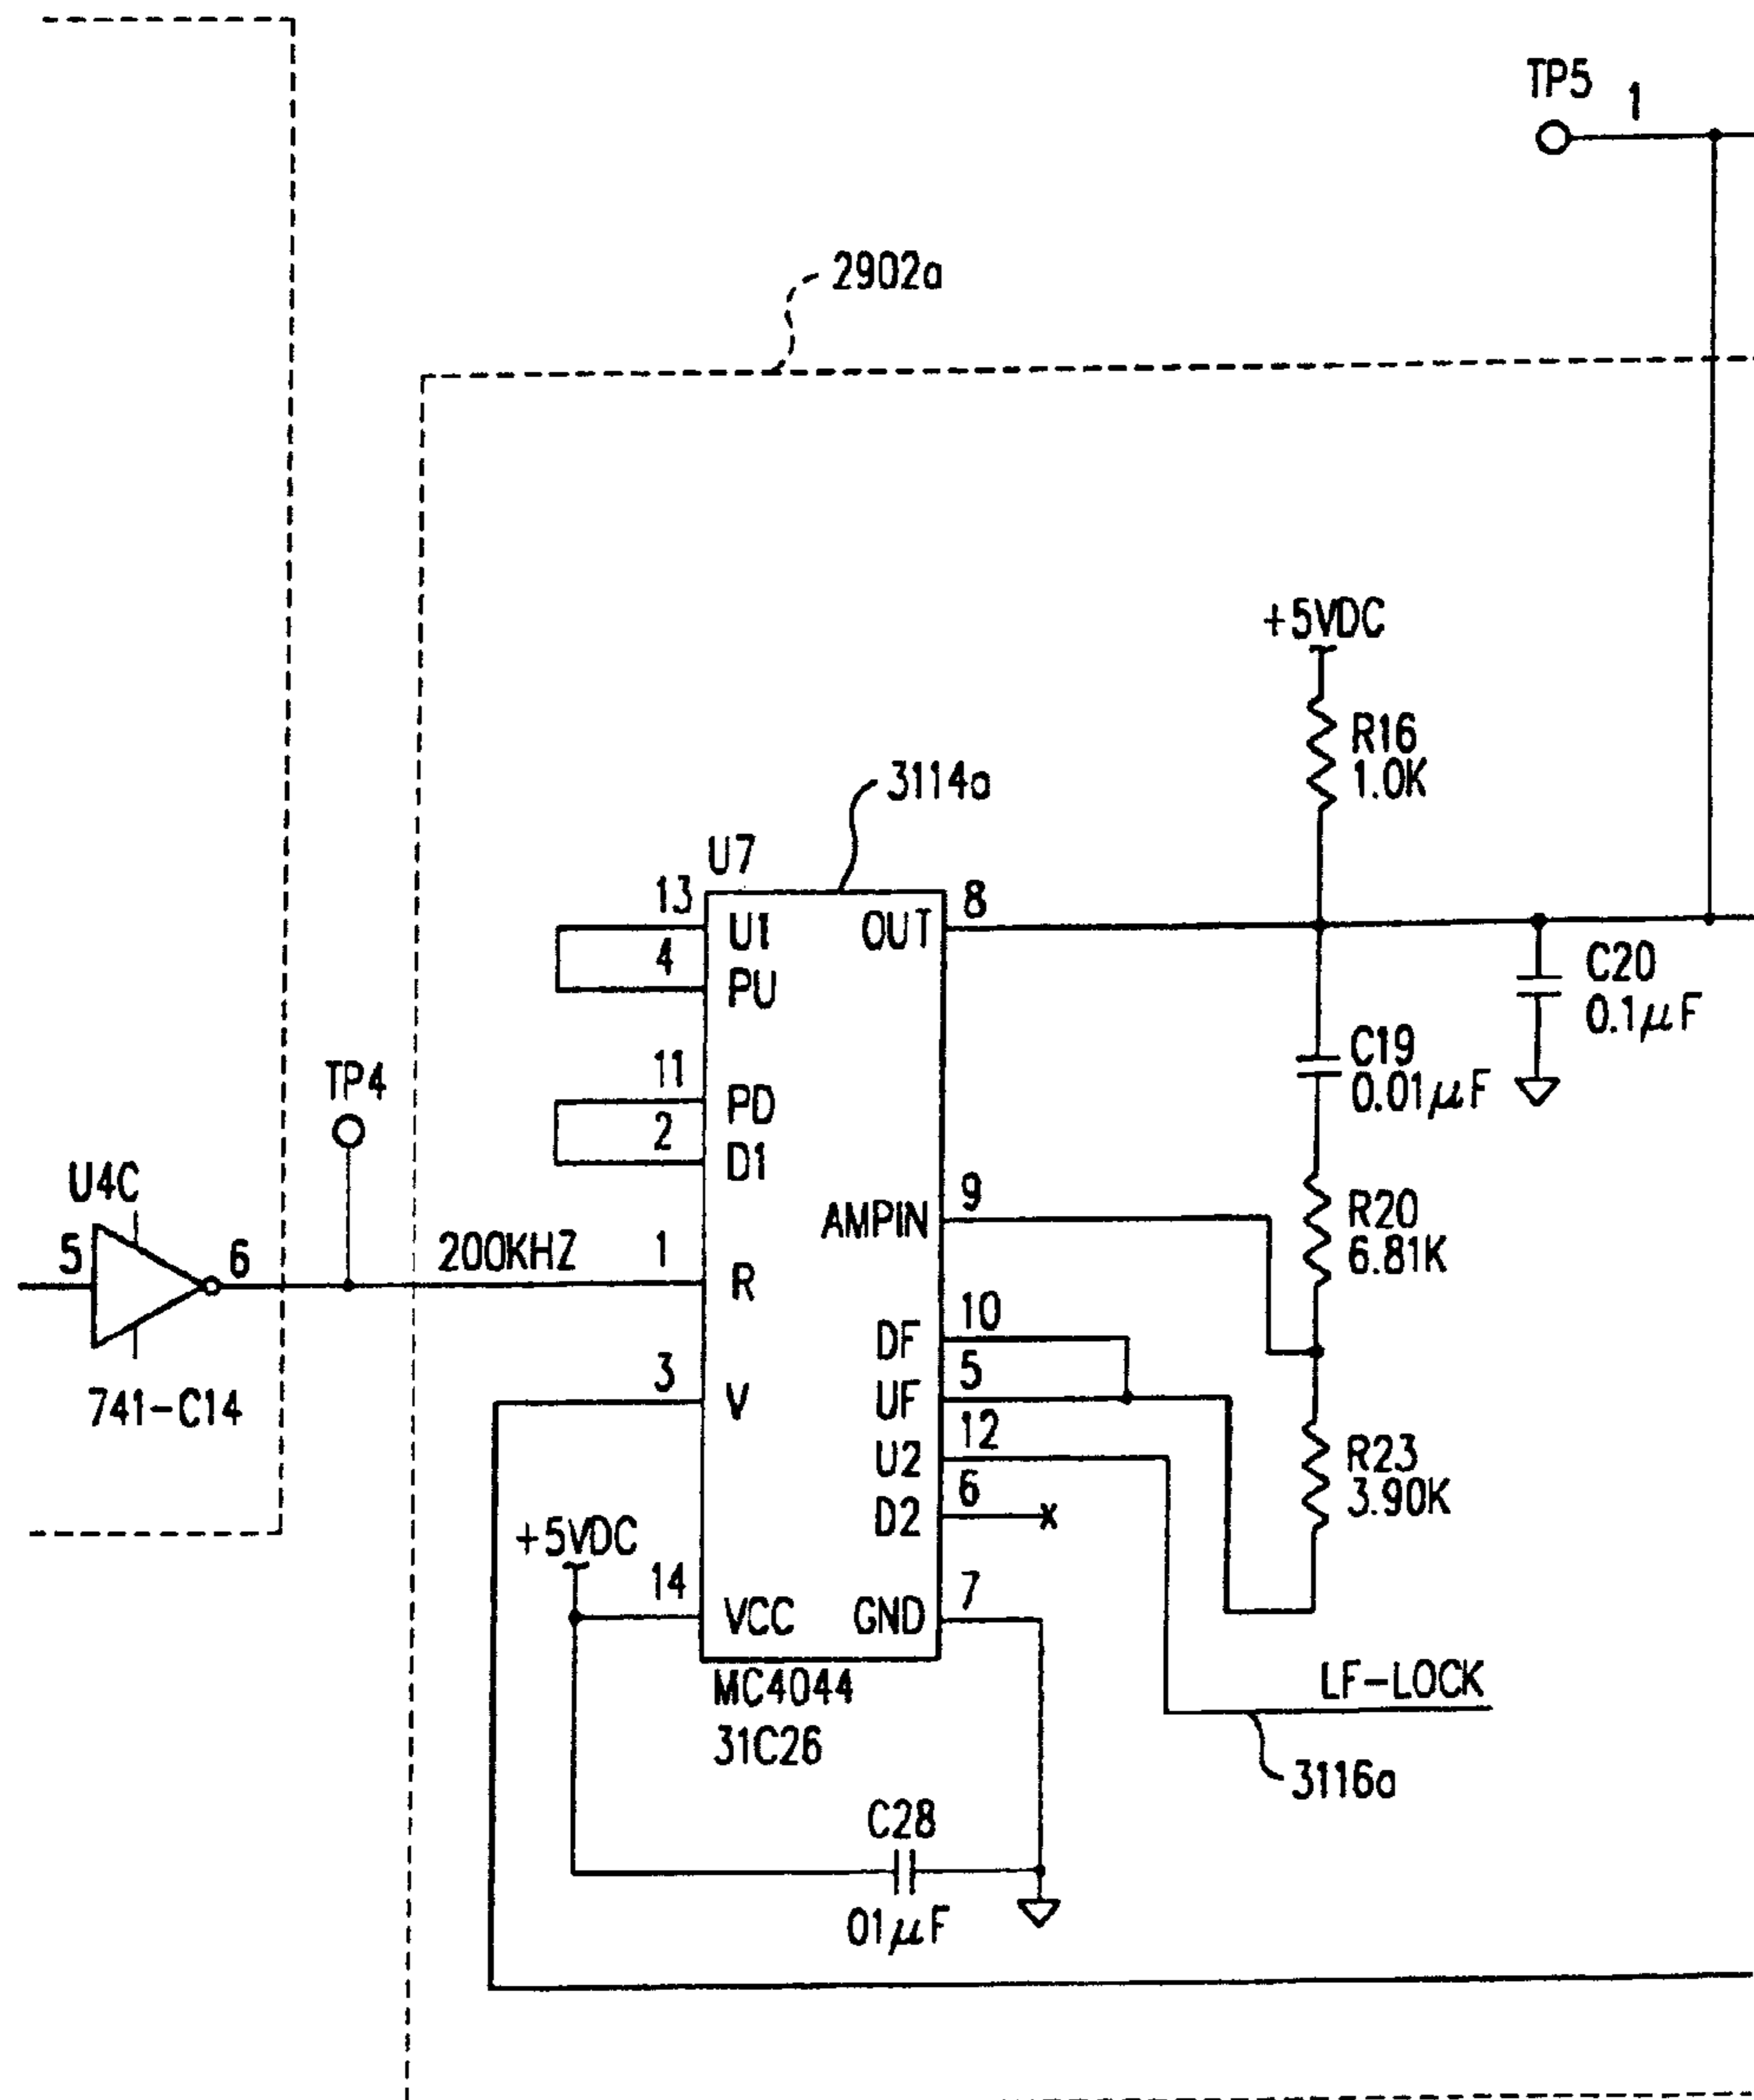 TP5 1
2902a
+5VDC
R16
1.0K
3114a
U7
13
U1
OUT
8
4
PU
C20
0.1μF
C19
0.01μF
11
PD
2
D1
TP4
U4C
5
6
741-C14
200KHZ
1
R
AMPIN
9
R20
6.81K
DF
10
3
V
UF
5
U2
12
D2
6
x
R23
3.90K
+5VDC
14
VCC
GND
7
MC4044
31C26
LF-LOCK
3116a
C28
01μF